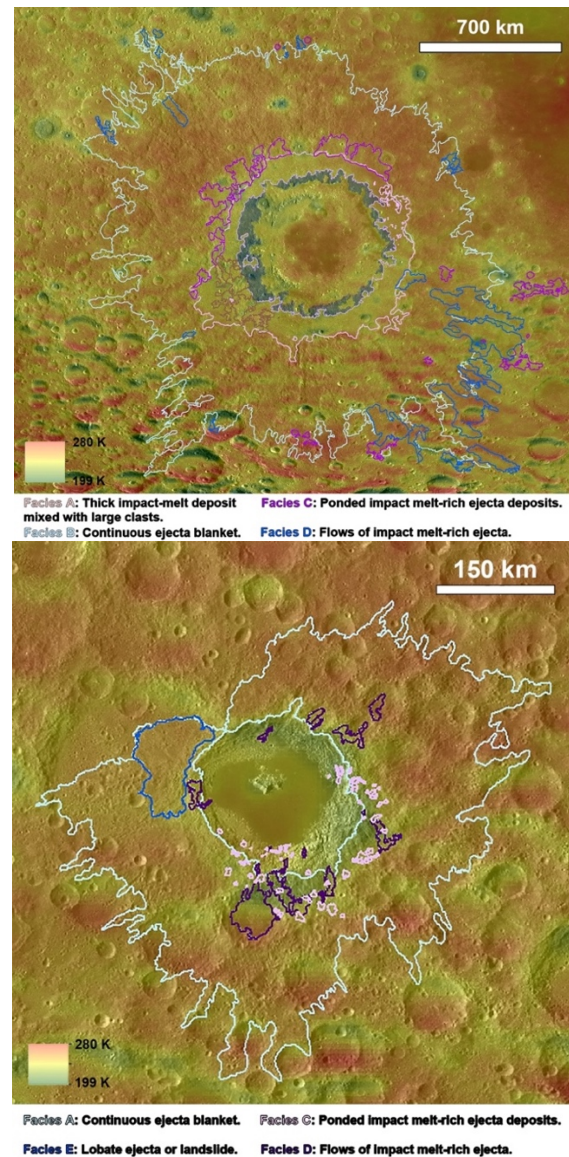 700 km
280 K
199 K
Facies A: Thick impact-melt deposit Facies C: Ponded impact melt-rich ejecta deposits.
mixed with large clasts.
Facies B: Continuous ejecta blanket. Facies D: Flows of impact melt-rich ejecta.
150 km
280 K
199 K
Facies A: Continuous ejecta blanket. Facies C: Ponded impact melt-rich ejecta deposits.
Facies E: Lobate ejecta or landslide. Facies D: Flows of impact melt-rich ejecta.